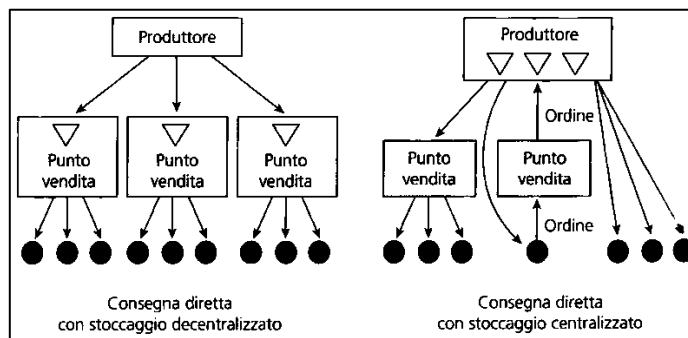 Produttore
Punto
vendita
Punto
vendita
Punto
vendita
Consegna diretta
con stoccaggio decentralizzato
Produttore
Ordine
Punto
vendita
Punto
vendita
Ordine
Consegna diretta
con stoccaggio centralizzato